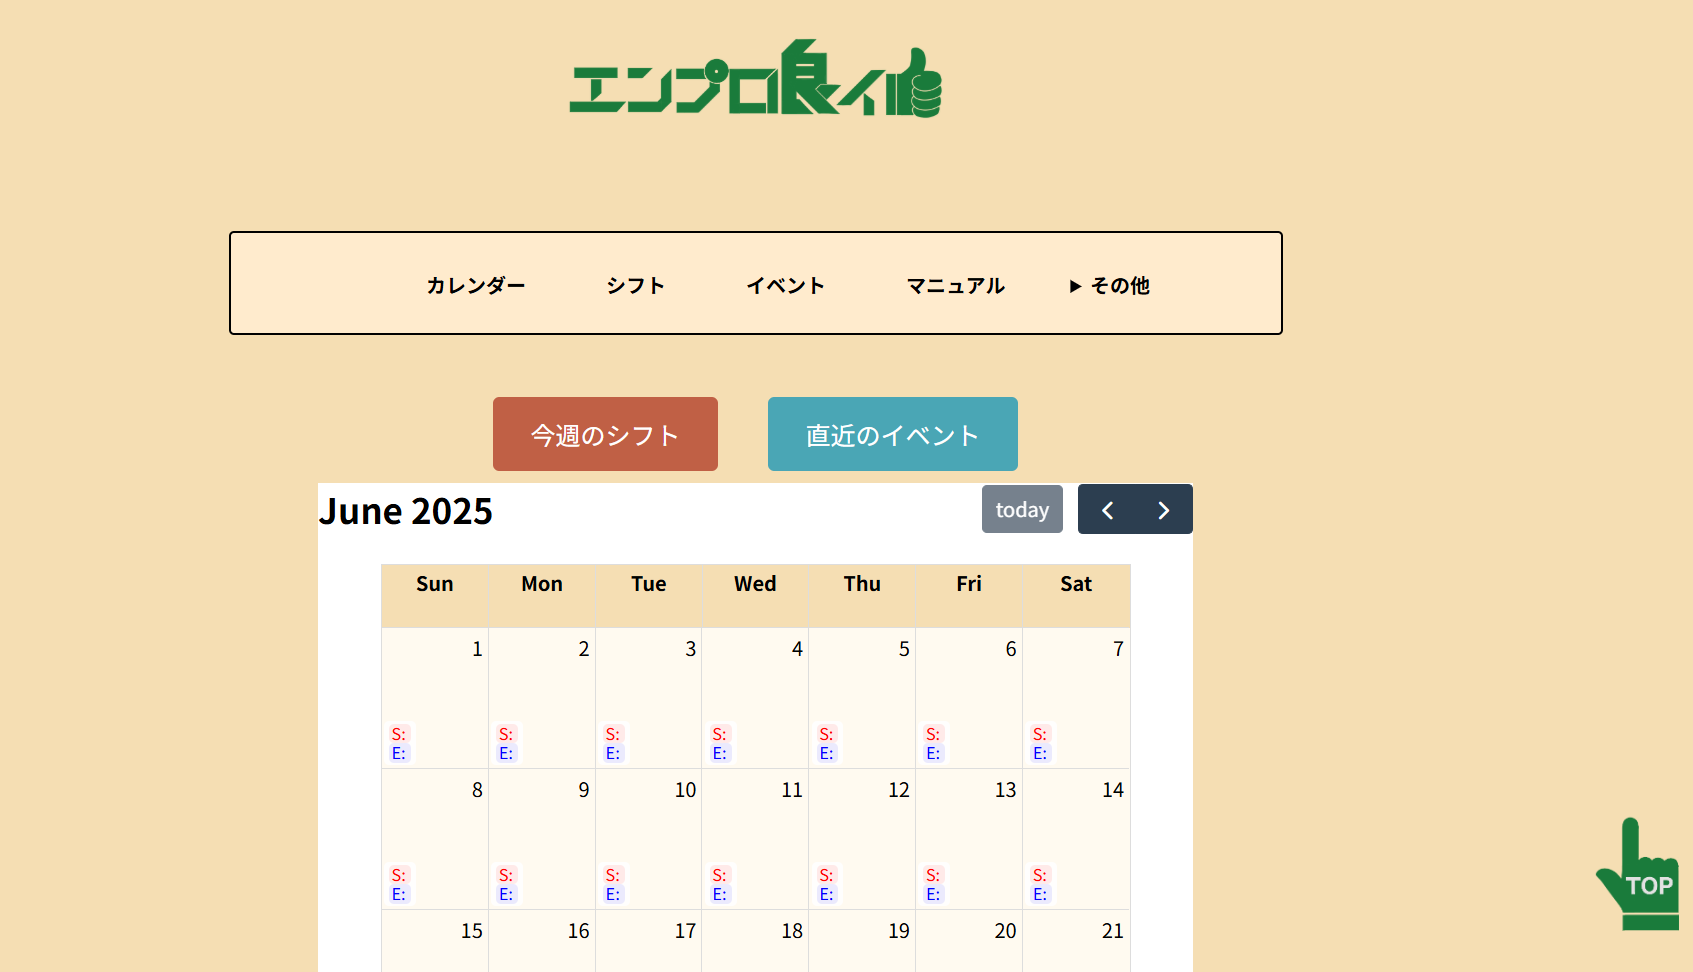 エンプロ良イ
カレンダー シフト イベント マニュアル ▶ その他
今週のシフト 直近のイベント
June 2025 today
Sun Mon Tue Wed Thu Fri Sat
1 2 3 4 5 6 7
S: S: S: S: S: S: S:
E: E: E: E: E: E: E:
8 9 10 11 12 13 14
S: S: S: S: S: S: S:
E: E: E: E: E: E: E:
TOP
15 16 17 18 19 20 21